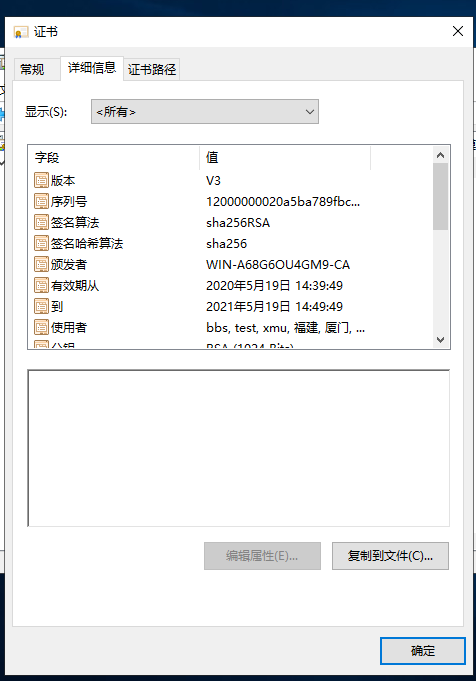 证书
常规 详细信息 证书路径
显示(S): <所有>
字段 值
版本 V3
序列号 12000000020a5ba789fbc...
签名算法 sha256RSA
签名哈希算法 sha256
颁发者 WIN-A68G6OU4GM9-CA
有效期从 2020年5月19日 14:39:49
到 2021年5月19日 14:49:49
使用者 bbs, test, xmu, 福建, 厦门, ...
公钥 RSA (1024 Bits)
编辑属性(E)... 复制到文件(C)...
确定